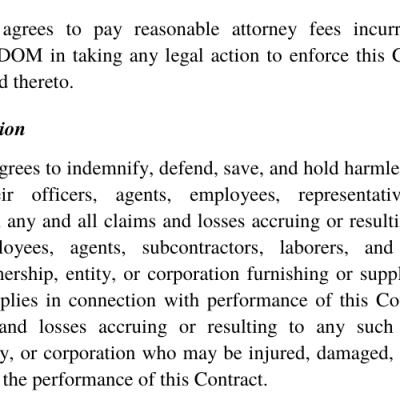 agrees to pay reasonable attorney fees incurr
DOM in taking any legal action to enforce this C
d thereto.
ion
grees to indemnify, defend, save, and hold harmle
ir officers, agents, employees, representativ
any and all claims and losses accruing or resulti
loyees, agents, subcontractors, laborers, and
nership, entity, or corporation furnishing or suppl
plies in connection with performance of this Co
and losses accruing or resulting to any such
y, or corporation who may be injured, damaged,
the performance of this Contract.